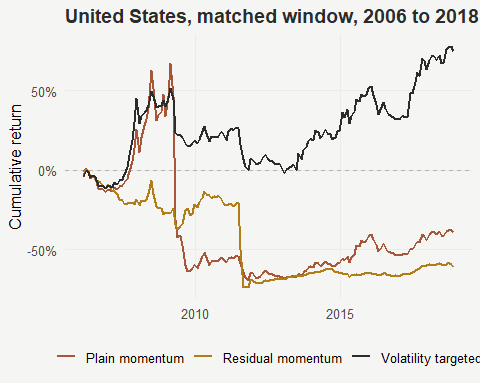 United States, matched window, 2006 to 2018
Cumulative return
50%
0%
-50%
2010 2015
Plain momentum Residual momentum Volatility targeted